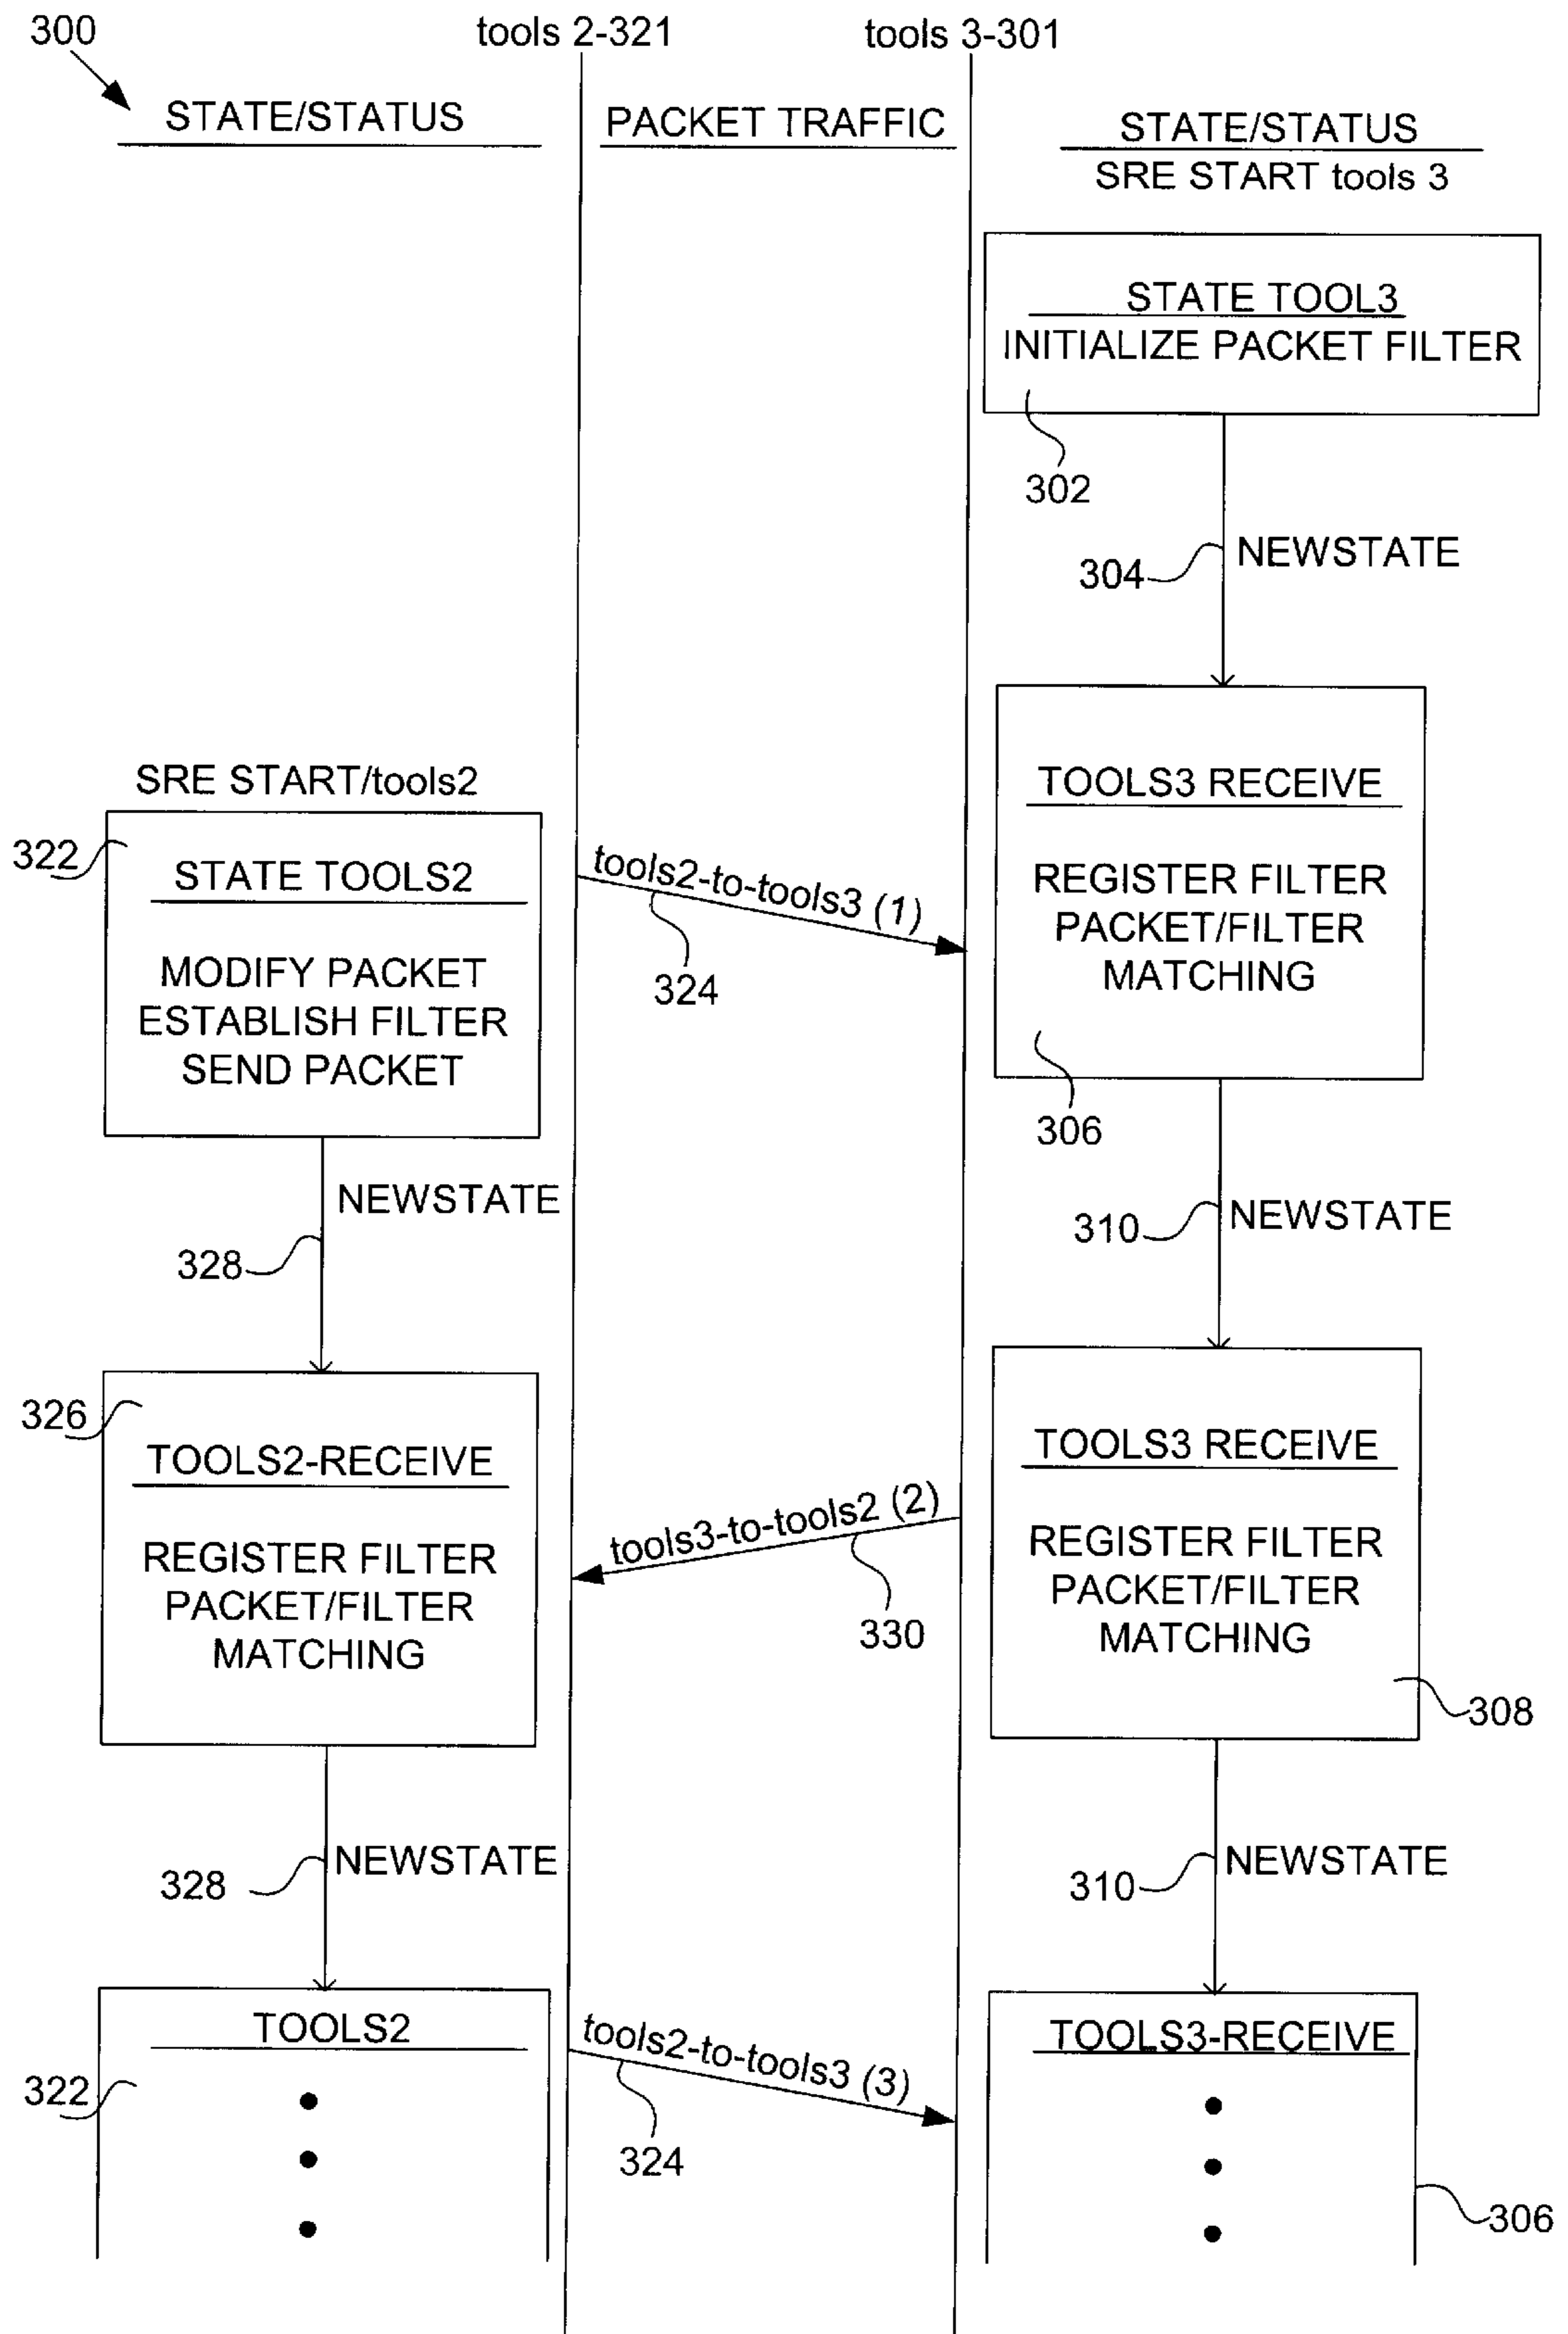 300
tools 2-321
tools 3-301
STATE/STATUS
PACKET TRAFFIC
STATE/STATUS
SRE START tools 3
STATE TOOL3
INITIALIZE PACKET FILTER
302
304
NEWSTATE
SRE START/tools2
322
STATE TOOLS2
MODIFY PACKET
ESTABLISH FILTER
SEND PACKET
tools2-to-tools3 (1)
324
TOOLS3 RECEIVE
REGISTER FILTER
PACKET/FILTER
MATCHING
306
NEWSTATE
328
310
NEWSTATE
326
TOOLS2-RECEIVE
REGISTER FILTER
PACKET/FILTER
MATCHING
tools3-to-tools2 (2)
330
TOOLS3 RECEIVE
REGISTER FILTER
PACKET/FILTER
MATCHING
308
NEWSTATE
328
310
NEWSTATE
TOOLS2
322
tools2-to-tools3 (3)
324
TOOLS3-RECEIVE
306